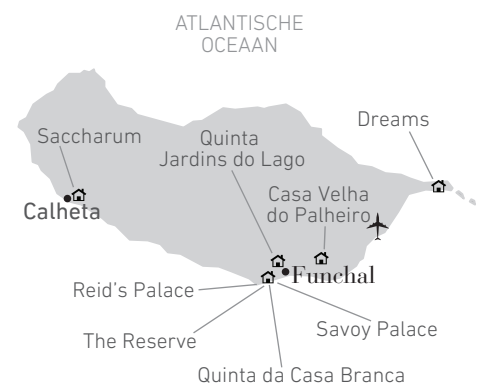 ATLANTISCHE
OCEAAN
Dreams
Saccharum
Quinta
Jardins do Lago
Casa Velha
do Palheiro
Calheta
Funchal
Reid's Palace
The Reserve
Savoy Palace
Quinta da Casa Branca